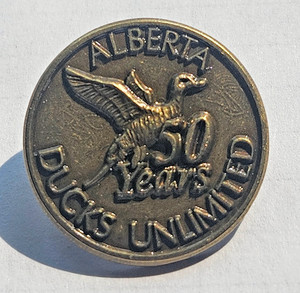 ALBERTA
50
Years
DUCKS UNLIMITED